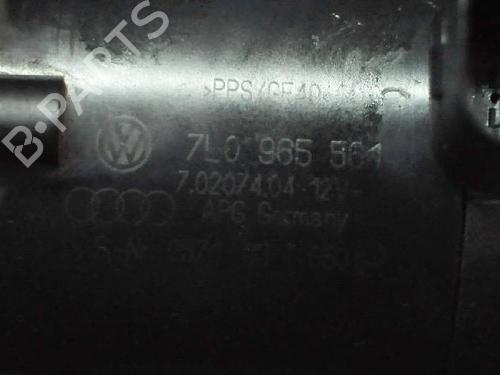 B-PARTS
>PPS/GF40
7L0 965 561
7.02074.04 12V-
APG Germany